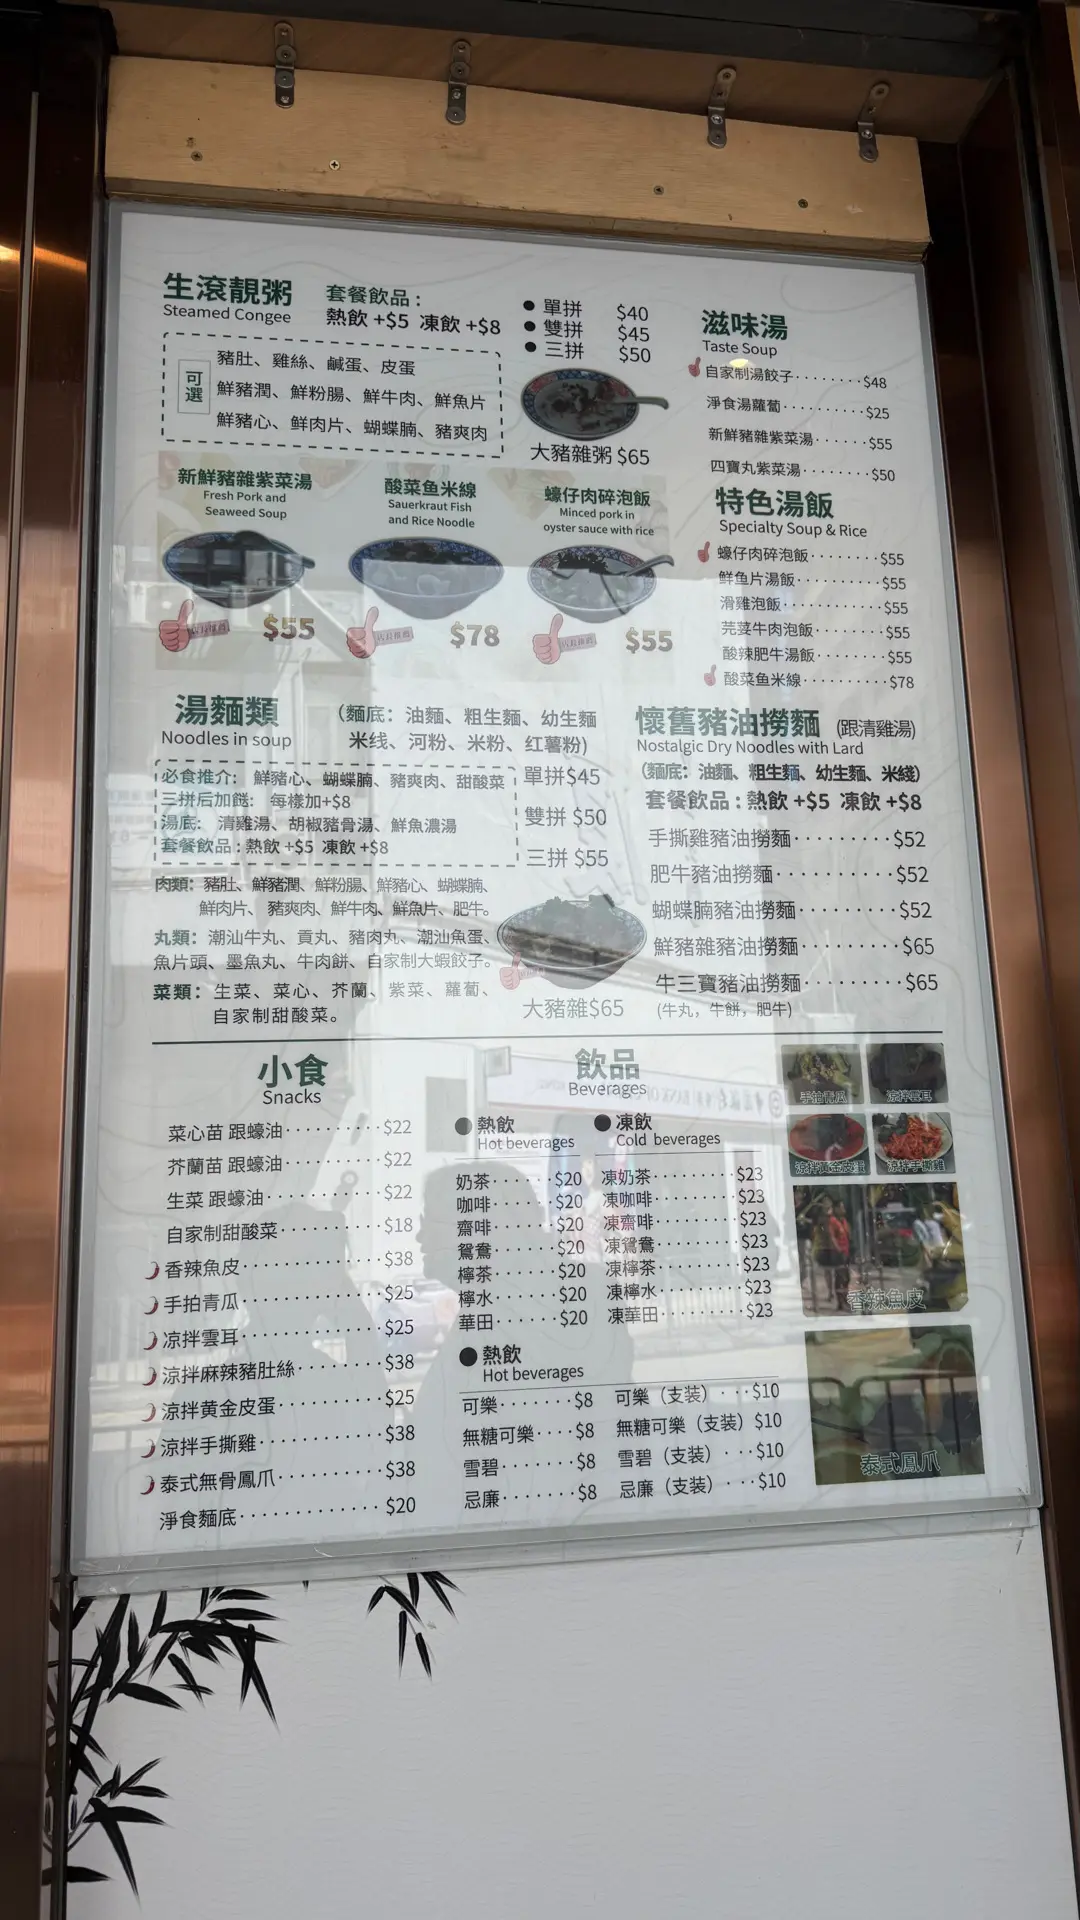 生滾靚粥
Steamed Congee
套餐飲品：
熱飲 +$5 凍飲 +$8
可選
豬肚、雞絲、鹹蛋、皮蛋
鮮豬潤、鮮粉腸、鮮牛肉、鮮魚片
鮮豬心、鮮肉片、蝴蝶腩、豬爽肉
● 單拼 $40
● 雙拼 $45
● 三拼 $50
大豬雜粥 $65
滋味湯
Taste Soup
自家制湯餃子········$48
淨食湯蘿蔔··········$25
新鮮豬雜紫菜湯······$55
四寶丸紫菜湯········$50
新鮮豬雜紫菜湯
Fresh Pork and
Seaweed Soup
$55
酸菜鱼米線
Sauerkraut Fish
and Rice Noodle
$78
蠔仔肉碎泡飯
Minced pork in
oyster sauce with rice
$55
特色湯飯
Specialty Soup & Rice
蠔仔肉碎泡飯········$55
鮮鱼片湯飯··········$55
滑雞泡飯············$55
芫荽牛肉泡飯········$55
酸辣肥牛湯飯········$55
酸菜鱼米線··········$78
湯麵類
Noodles in soup
（麵底：油麵、粗生麵、幼生麵
米线、河粉、米粉、红薯粉）
必食推介： 鮮豬心、蝴蝶腩、豬爽肉、甜酸菜
三拼后加餸： 每樣加+$8
湯底： 清雞湯、胡椒豬骨湯、鮮魚濃湯
套餐飲品：熱飲 +$5 凍飲 +$8
單拼$45
雙拼 $50
三拼 $55
肉類：豬肚、鮮豬潤、鮮粉腸、鮮豬心、蝴蝶腩、
鮮肉片、豬爽肉、鮮牛肉、鮮魚片、肥牛。
丸類：潮汕牛丸、貢丸、豬肉丸、潮汕魚蛋、
魚片頭、墨魚丸、牛肉餅、自家制大蝦餃子。
菜類：生菜、菜心、芥蘭、紫菜、蘿蔔、
自家制甜酸菜。
大豬雜$65
懷舊豬油撈麵 (跟清雞湯)
Nostalgic Dry Noodles with Lard
（麵底：油麵、粗生麵、幼生麵、米綫）
套餐飲品：熱飲 +$5 凍飲 +$8
手撕雞豬油撈麵·········$52
肥牛豬油撈麵··········$52
蝴蝶腩豬油撈麵·········$52
鮮豬雜豬油撈麵·········$65
牛三寶豬油撈麵·········$65
(牛丸，牛餅，肥牛)
小食
Snacks
菜心苗 跟蠔油··········$22
芥蘭苗 跟蠔油··········$22
生菜 跟蠔油············$22
自家制甜酸菜··········$18
香辣魚皮··············$38
手拍青瓜··············$25
凉拌雲耳··············$25
涼拌麻辣豬肚絲········$38
涼拌黄金皮蛋··········$25
涼拌手撕雞············$38
泰式無骨鳳爪··········$38
淨食麵底··············$20
飲品
Beverages
● 熱飲
Hot beverages
奶茶·······$20
咖啡·······$20
齋啡·······$20
鴛鴦·······$20
檸茶·······$20
檸水·······$20
華田·······$20
● 凍飲
Cold beverages
凍奶茶·········$23
凍咖啡·········$23
凍齋啡·········$23
凍鴛鴦·········$23
凍檸茶·········$23
凍檸水·········$23
凍華田·········$23
● 熱飲
Hot beverages
可樂·······$8
無糖可樂····$8
雪碧·······$8
忌廉·······$8
可樂（支装）···$10
無糖可樂（支装）$10
雪碧（支装）···$10
忌廉（支装）···$10
手拍青瓜
涼拌雲耳
涼拌黃金皮蛋
涼拌手撕雞
香辣魚皮
泰式鳳爪